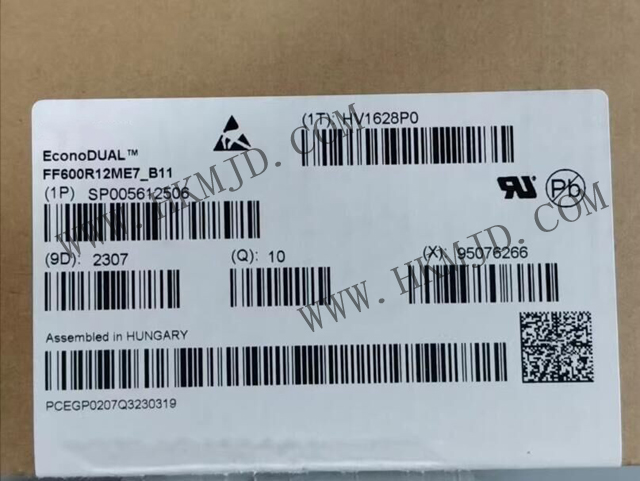 EconoDUAL™
FF600R12ME7_B11
(1P) SP005612506
(1T): HV1628P0
Pb
(9D): 2307
(Q): 10
(X): 95076266
Assembled in HUNGARY
PCEGP0207Q3230319
WWW.HKMJD.COM
WWW.HKMJD.COM